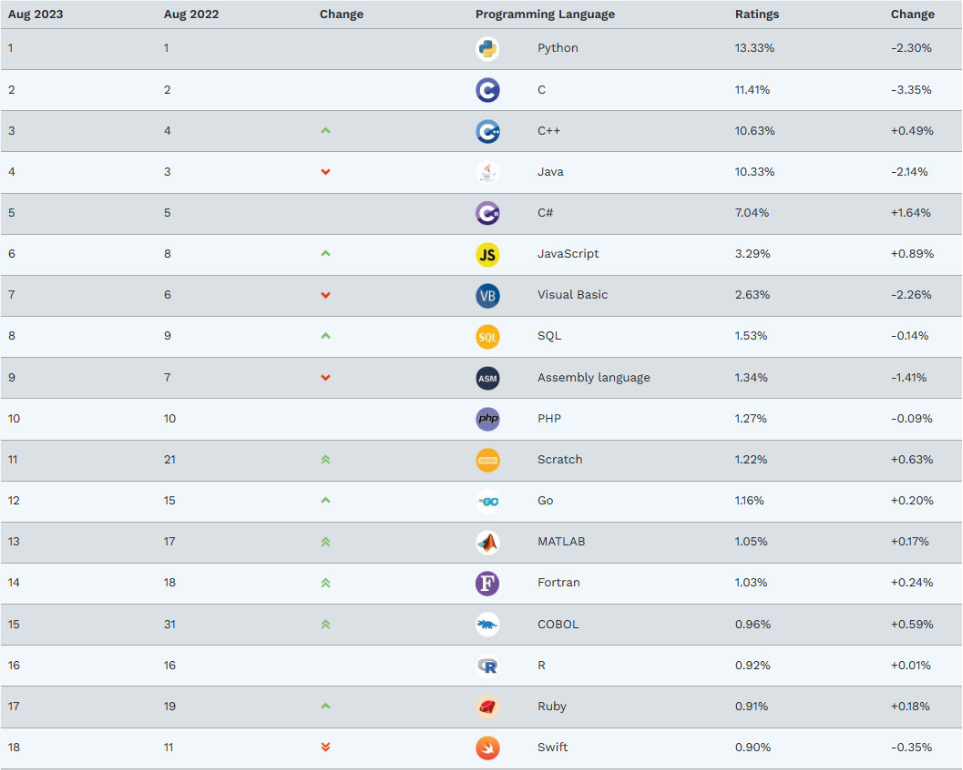 Aug 2023 Aug 2022 Change Programming Language Ratings Change
1 1 Python 13.33% -2.30%
2 2 C C 11.41% -3.35%
3 4 C++ C++ 10.63% +0.49%
4 3 Java 10.33% -2.14%
5 5 C C# 7.04% +1.64%
6 8 JS JavaScript 3.29% +0.89%
7 6 VB Visual Basic 2.63% -2.26%
8 9 SQL SQL 1.53% -0.14%
9 7 ASM Assembly language 1.34% -1.41%
10 10 php PHP 1.27% -0.09%
11 21 Scratch 1.22% +0.63%
12 15 GO Go 1.16% +0.20%
13 17 MATLAB 1.05% +0.17%
14 18 F Fortran 1.03% +0.24%
15 31 COBOL 0.96% +0.59%
16 16 R R 0.92% +0.01%
17 19 Ruby 0.91% +0.18%
18 11 Swift 0.90% -0.35%